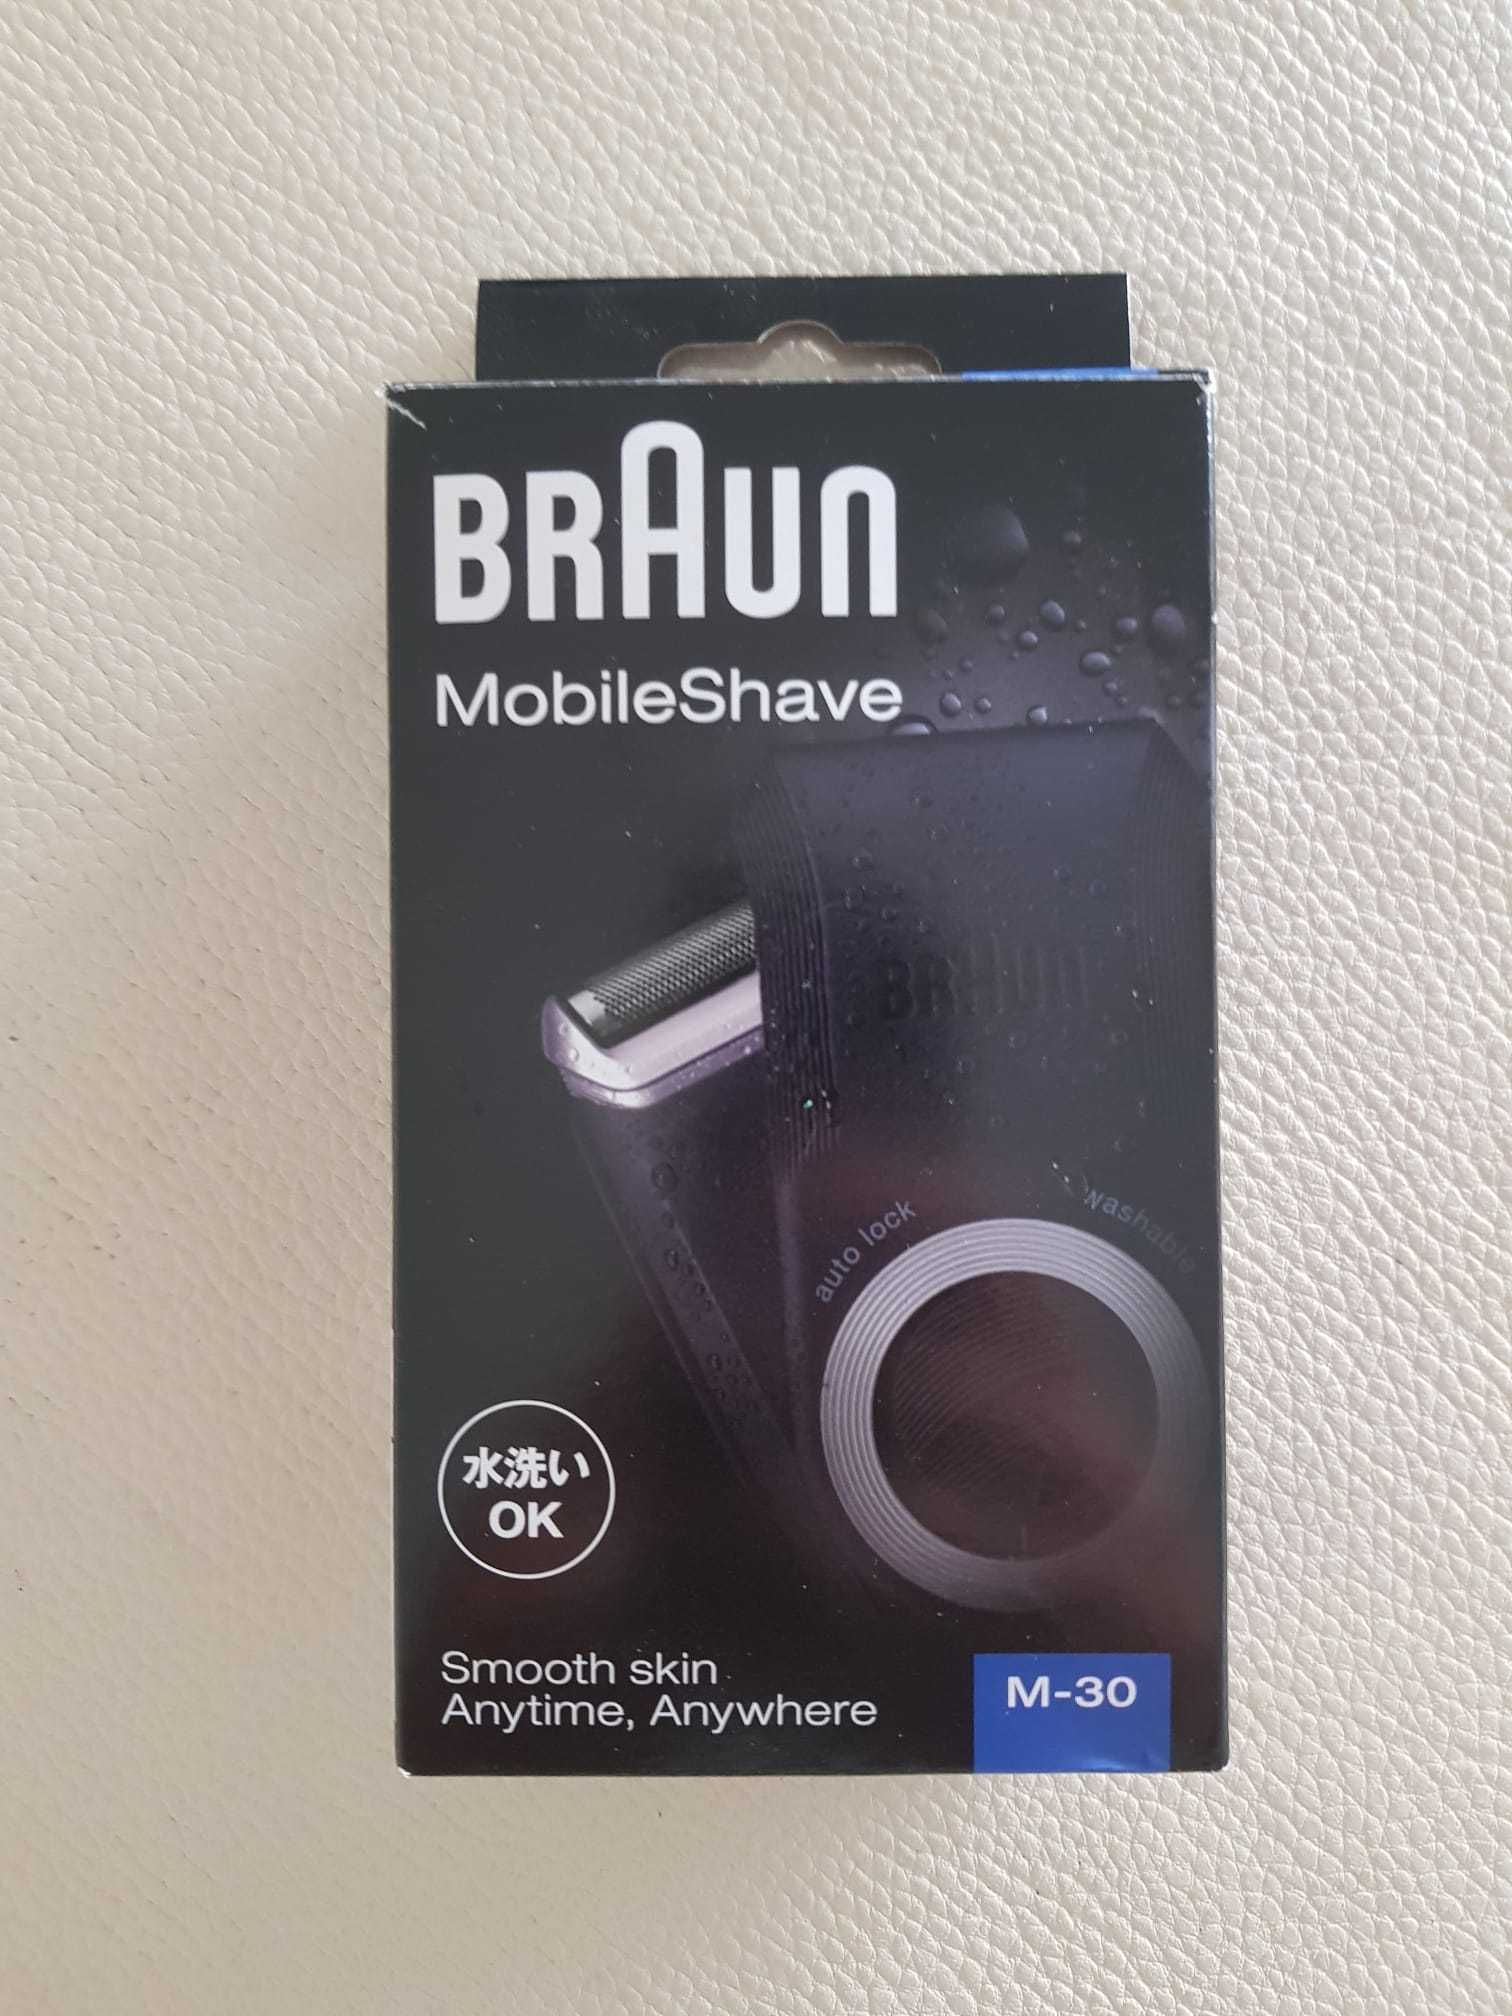 BRAUN
MobileShave
BRAUN
auto lock
washable
水洗い
OK
Smooth skin
Anytime, Anywhere
M-30